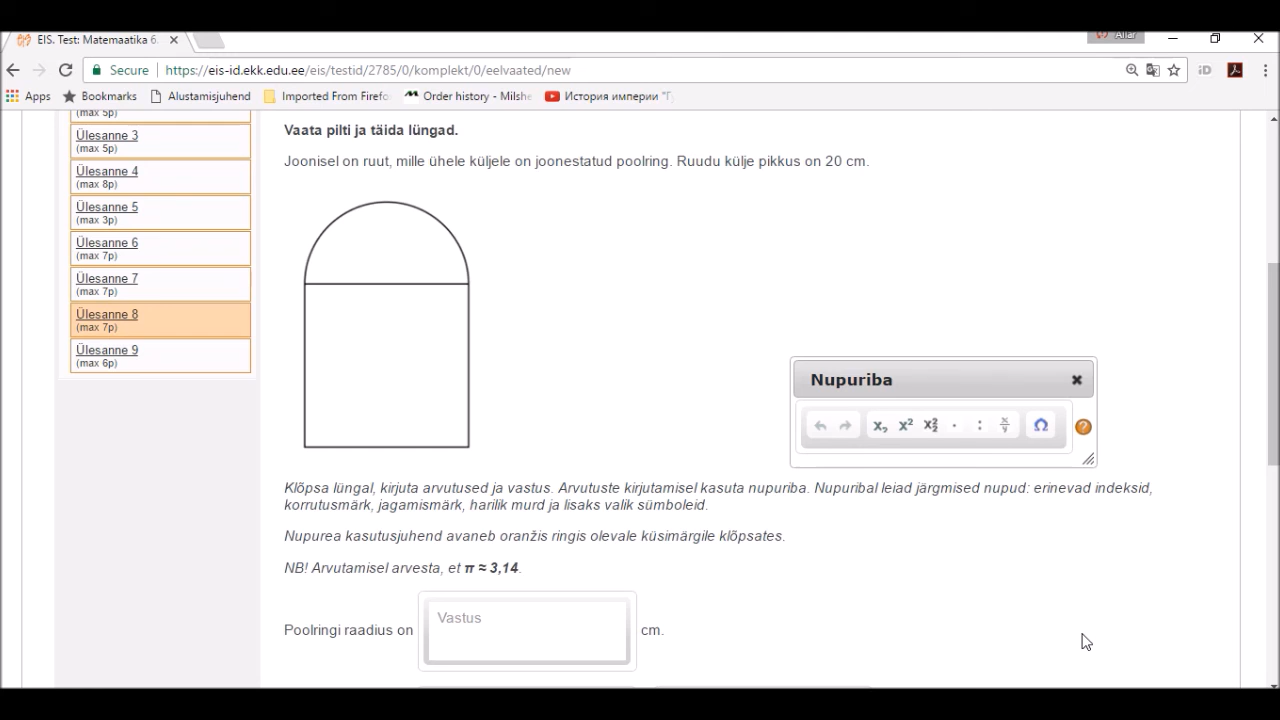 EIS. Test: Matemaatika 6.
Allar
Secure
https://eis-id.ekk.edu.ee/eis/testid/2785/0/komplekt/0/eelvaated/new
Apps
Bookmarks
Alustamisjuhend
Imported From Firefo
Order history - Milshe
История империи "Г
(max 5p)
Ülesanne 3
(max 5p)
Ülesanne 4
(max 8p)
Ülesanne 5
(max 3p)
Ülesanne 6
(max 7p)
Ülesanne 7
(max 7p)
Ülesanne 8
(max 7p)
Ülesanne 9
(max 6p)
Vaata pilti ja täida lüngad.
Joonisel on ruut, mille ühele küljele on joonestatud poolring. Ruudu külje pikkus on 20 cm.
Nupuriba
x₂ x² x²₂ · : x/y Ω ?
Klõpsa lüngal, kirjuta arvutused ja vastus. Arvutuste kirjutamisel kasuta nupuriba. Nupuribal leiad järgmised nupud: erinevad indeksid,
korrutusmärk, jagamismärk, harilik murd ja lisaks valik sümboleid.
Nupurea kasutusjuhend avaneb oranžis ringis olevale küsimärgile klõpsates.
NB! Arvutamisel arvesta, et π ≈ 3,14.
Poolringi raadius on Vastus cm.